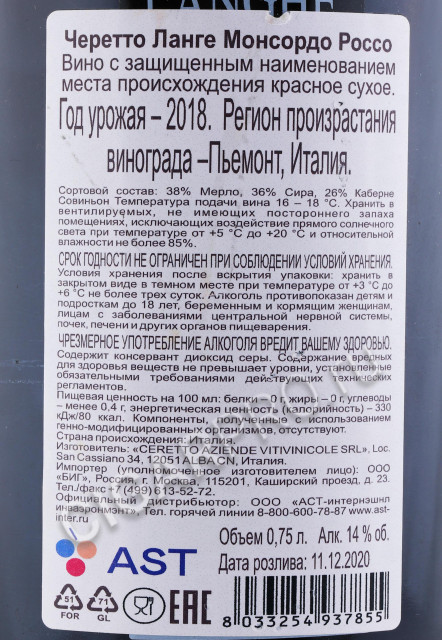 LANGHE
Черетто Ланге Монсордо Россо
Вино с защищенным наименованием
места происхождения красное сухое.
Год урожая – 2018. Регион произрастания
винограда –Пьемонт, Италия.
Сортовой состав: 38% Мерло, 36% Сира, 26% Каберне
Совиньон Температура подачи вина 16 – 18 °С. Хранить в
вентилируемых, не имеющих постороннего запаха
помещениях, исключающих воздействие прямого солнечного
света при температуре от +5 °С до +20 °С и относительной
влажности не более 85%.
СРОК ГОДНОСТИ НЕ ОГРАНИЧЕН ПРИ СОБЛЮДЕНИИ УСЛОВИЙ ХРАНЕНИЯ.
Условия хранения после вскрытия упаковки: хранить в
закрытом виде в темном месте при температуре от +3 °С до
+6 °С не более трех суток. Алкоголь противопоказан детям и
подросткам до 18 лет, беременным и кормящим женщинам,
лицам с заболеваниями центральной нервной системы,
почек, печени и других органов пищеварения.
ЧРЕЗМЕРНОЕ УПОТРЕБЛЕНИЕ АЛКОГОЛЯ ВРЕДИТ ВАШЕМУ ЗДОРОВЬЮ.
Содержит консервант диоксид серы. Содержание вредных
для здоровья веществ не превышает уровни, установленные
обязательными требованиями действующих технических
регламентов.
Пищевая ценность на 100 мл: белки – 0 г, жиры – 0 г, углеводы
– менее 0,4 г, энергетическая ценность (калорийность) – 330
кДж/80 ккал. Компоненты, полученные с использованием
генно-модифицированных организмов, отсутствуют.
Страна происхождения: Италия.
Изготовитель: «CERETTO AZIENDE VITIVINICOLE SRL», Loc.
San Cassiano 34, 12051 ALBA CN, Италия.
Импортер (уполномоченное изготовителем лицо): ООО
«БИГ», Россия, г. Москва, 115201, Каширский проезд, д. 23.
Тел./факс +7 (499) 613-52-72.
Официальный дистрибьютор: ООО «АСТ-интернэшнл
инваэронмэнт». Тел. горячей линии 8-800-600-78-87 www.ast-
inter.ru
Объем 0,75 л. Алк. 14 % об.
AST
Дата розлива: 11.12.2020
51
FOR
71
GL
EAC
8 033254 937855